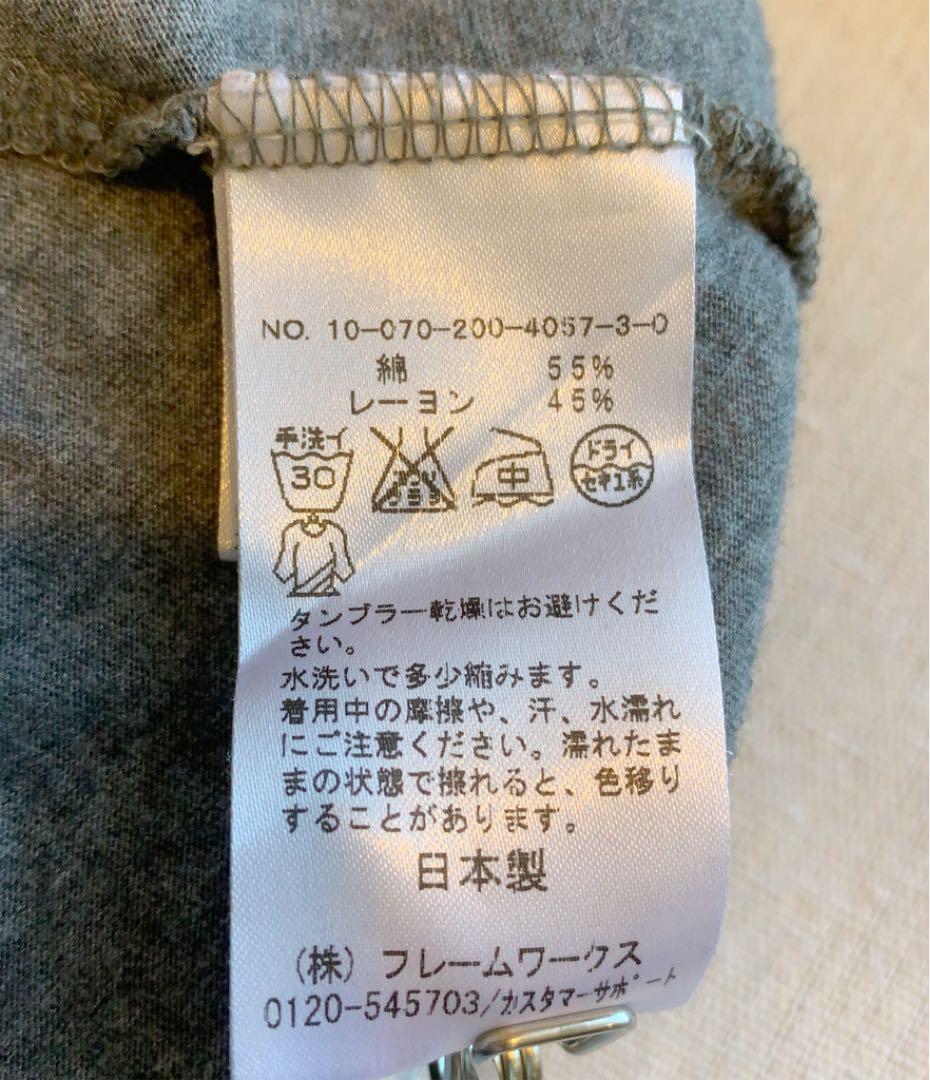 NO. 10-070-200-4057-3-0
綿 55%
レーヨン 45%
手洗イ
30
エンソ
サラシ
中
ドライ
セキユ系
タンブラー乾燥はお避けくだ
さい。
水洗いで多少縮みます。
着用中の摩擦や、汗、水濡れ
にご注意ください。濡れたま
まの状態で擦れると、色移り
することがあります。
日本製
(株) フレームワークス
0120-545703/カスタマーサポート